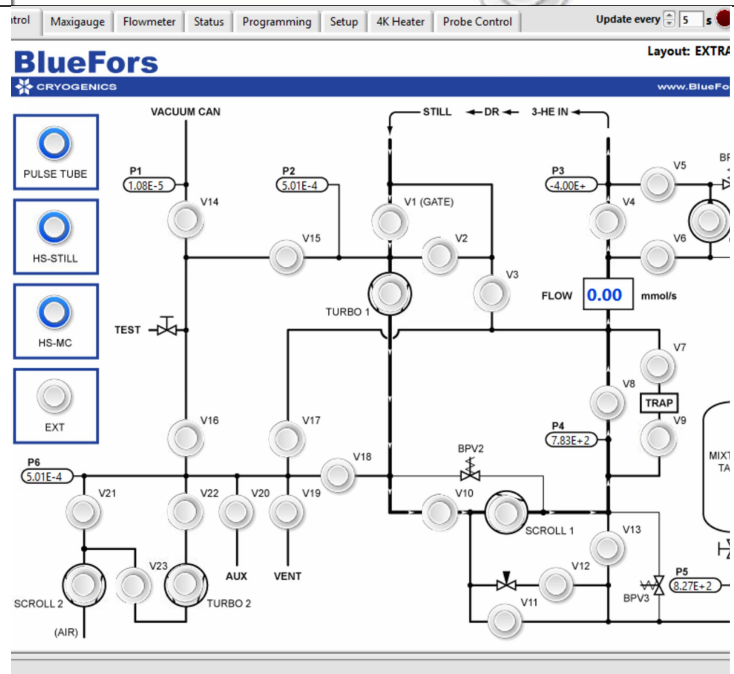 Maxigauge Flowmeter Status Programming Setup 4K Heater Probe Control Update every 5 s
Layout: EXTRA
BlueFors
CRYOGENICS
www.BlueFo
VACUUM CAN
STILL DR 3-HE IN
PULSE TUBE
P1
1.08E-5
P2
5.01E-4
P3
-4.00E+
V5
V14
V1 (GATE)
V4
V15
V2
V6
HS-STILL
V3
TURBO 1
FLOW 0.00 mmol/s
TEST
HS-MC
V7
V8
TRAP
V16
V17
V9
EXT
P4
7.83E+2
P6
5.01E-4
V18
BPV2
MIXT
TA
V21
V22
V20
V19
V10
SCROLL 1
V13
V23
AUX
VENT
V12
P5
8.27E+2
BPV3
SCROLL 2
TURBO 2
V11
(AIR)